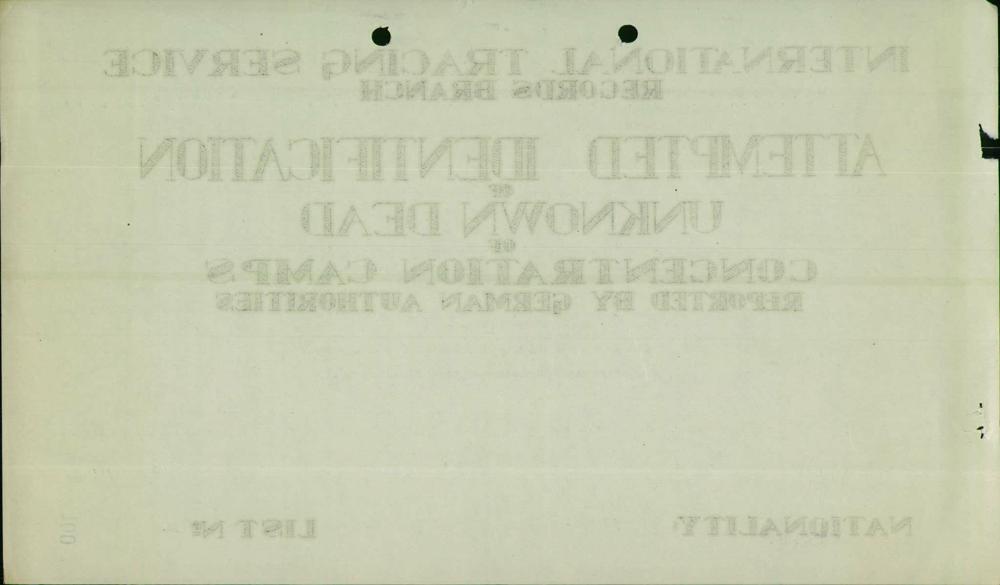 INTERNATIONAL TRACING SERVICE
RECORDS BRANCH
ATTEMPTED IDENTIFICATION
OF
UNKNOWN DEAD
OF
CONCENTRATION CAMPS
REPORTED BY GERMAN AUTHORITIES
NATIONALITY
LIST Nº